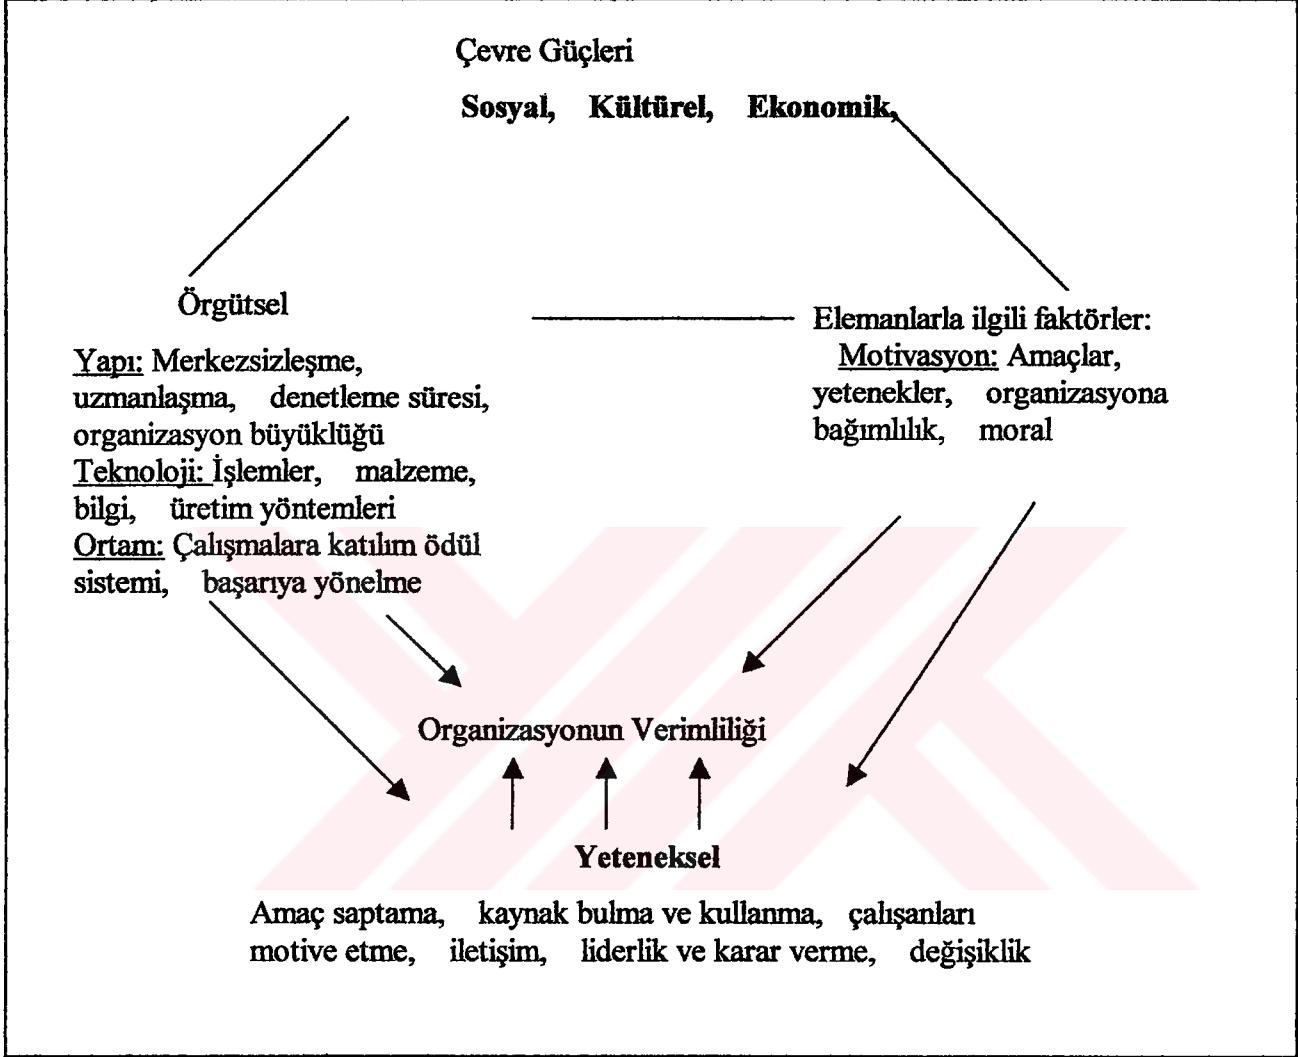 Çevre Güçleri
Sosyal, Kültürel, Ekonomik,
Örgütsel
Yapı: Merkezsizleşme,
uzmanlaşma, denetleme süresi,
organizasyon büyüklüğü
Teknoloji: İşlemler, malzeme,
bilgi, üretim yöntemleri
Ortam: Çalışmalara katılım ödül
sistemi, başarıya yönelme
Elemanlarla ilgili faktörler:
Motivasyon: Amaçlar,
yetenekler, organizasyona
bağımlılık, moral
Organizasyonun Verimliliği
Yeteneksel
Amaç saptama, kaynak bulma ve kullanma, çalışanları
motive etme, iletişim, liderlik ve karar verme, değişiklik